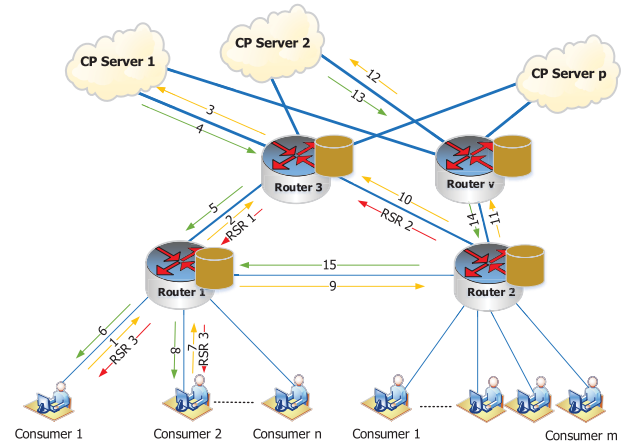 CP Server 1
CP Server 2
CP Server p
12
13
3
4
Router 3
Router v
5
2
RSR 1
10
RSR 2
14
11
15
9
Router 1
Router 2
6
1
RSR 3
8
7
RSR 3
Consumer 1
Consumer 2
Consumer n
Consumer 1
Consumer m